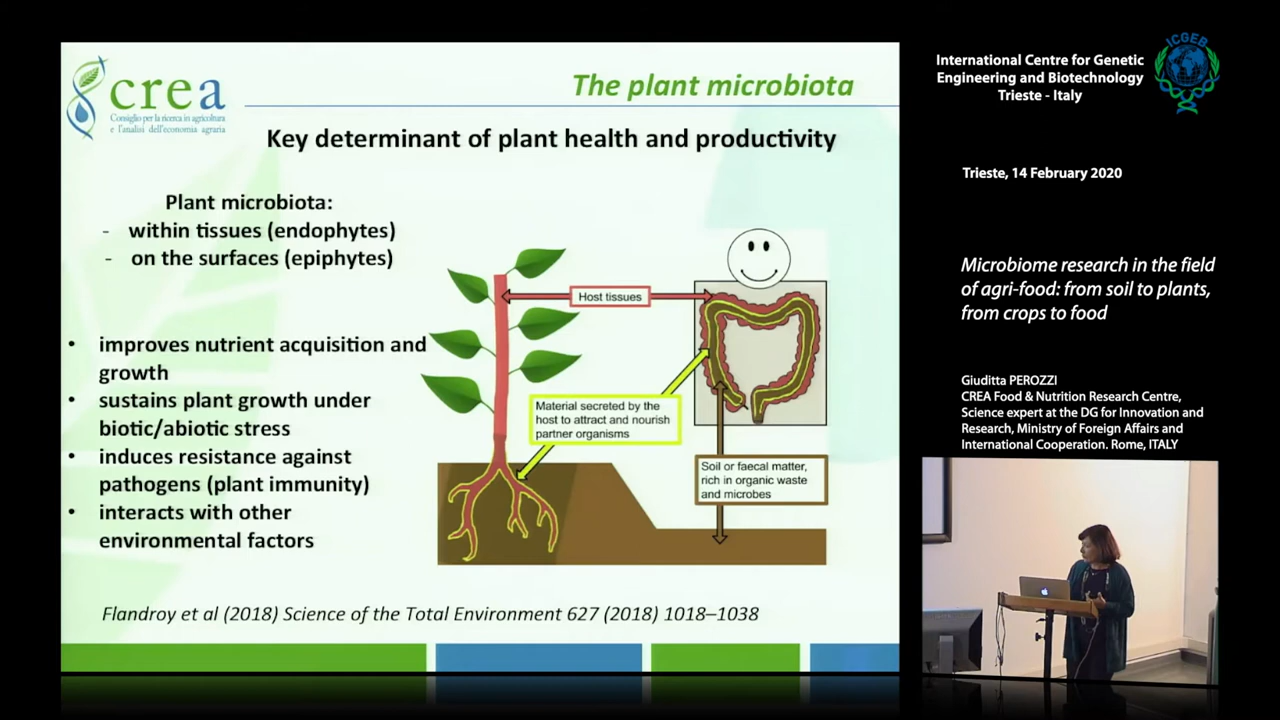 crea
Consiglio per la ricerca in agricoltura
e l'analisi dell'economia agraria
The plant microbiota
Key determinant of plant health and productivity
Plant microbiota:
- within tissues (endophytes)
- on the surfaces (epiphytes)
• improves nutrient acquisition and
growth
• sustains plant growth under
biotic/abiotic stress
• induces resistance against
pathogens (plant immunity)
• interacts with other
environmental factors
Host tissues
Material secreted by the
host to attract and nourish
partner organisms
Soil or faecal matter,
rich in organic waste
and microbes
Flandroy et al (2018) Science of the Total Environment 627 (2018) 1018–1038
International Centre for Genetic
Engineering and Biotechnology
Trieste - Italy
ICGEB
Trieste, 14 February 2020
Microbiome research in the field
of agri-food: from soil to plants,
from crops to food
Giuditta PEROZZI
CREA Food & Nutrition Research Centre,
Science expert at the DG for Innovation and
Research, Ministry of Foreign Affairs and
International Cooperation. Rome, ITALY